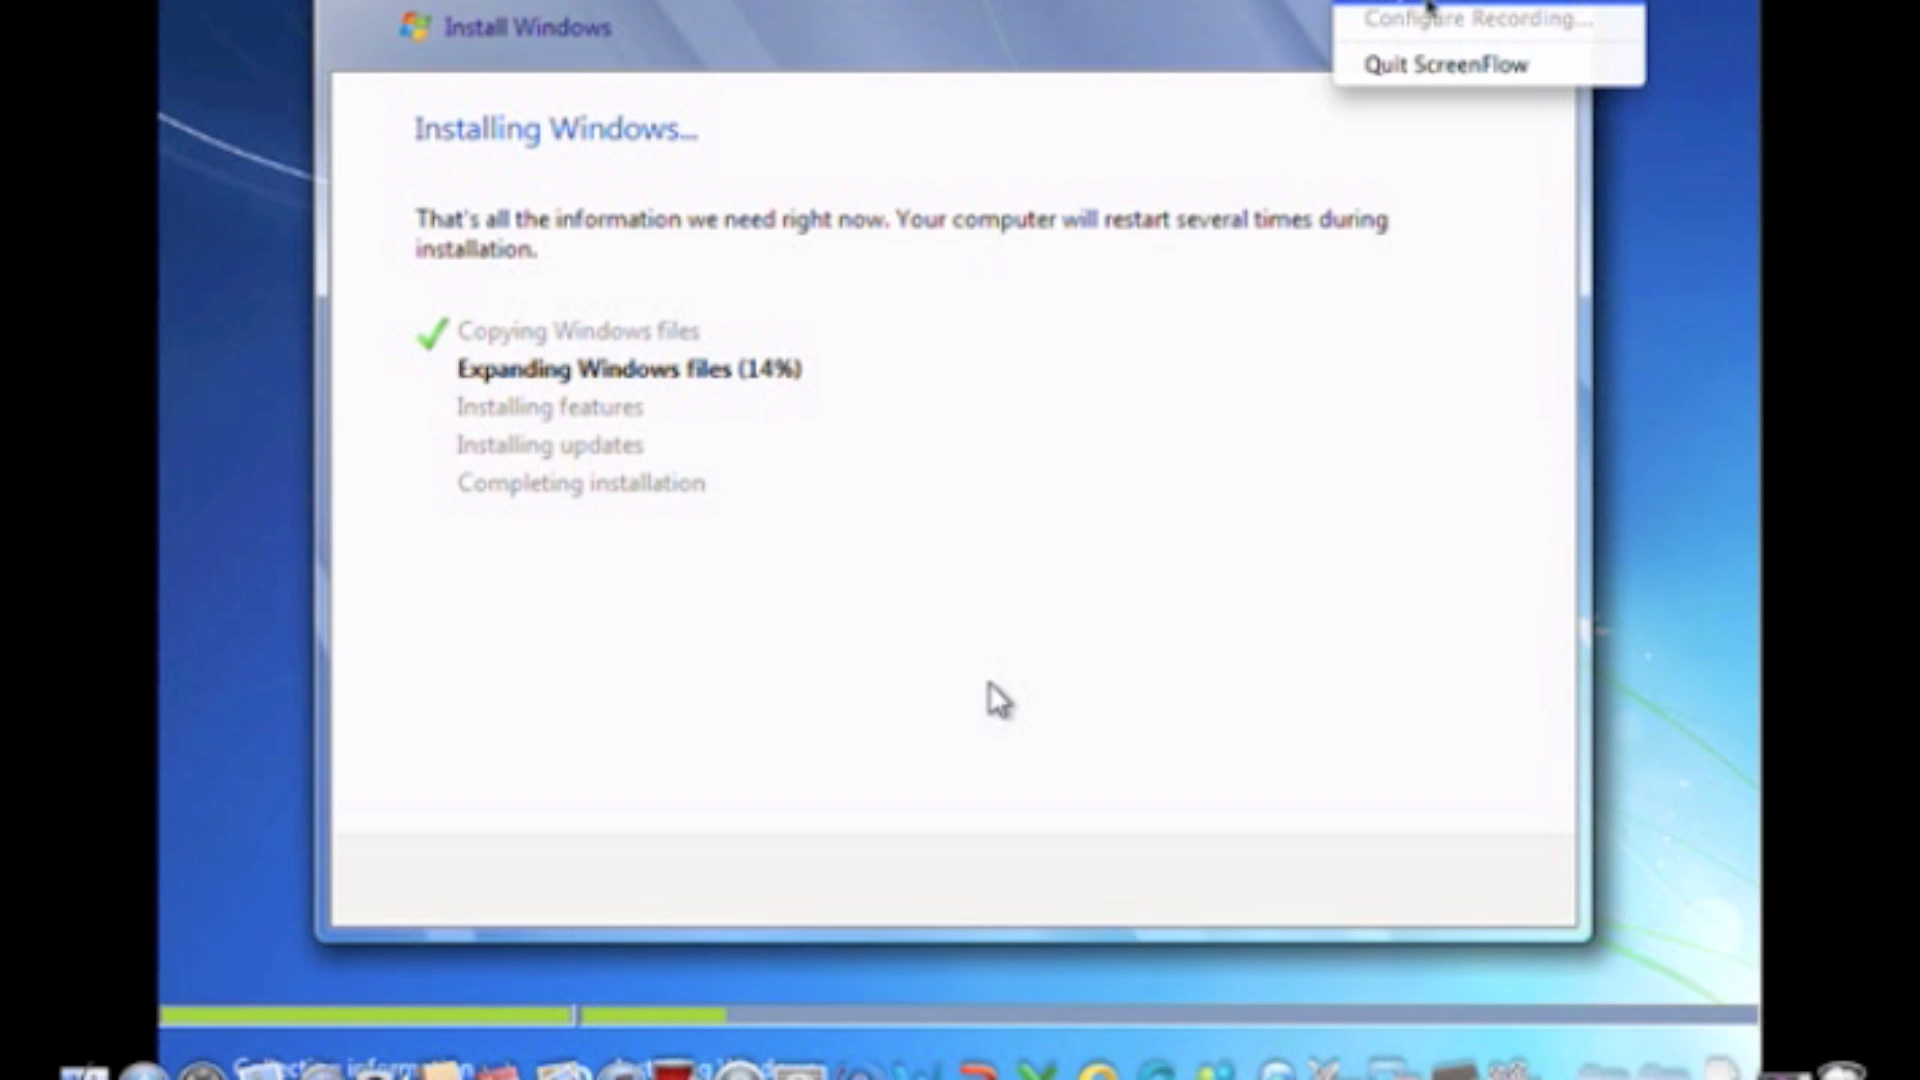 Install Windows
Configure Recording...
Quit ScreenFlow
Installing Windows...
That's all the information we need right now. Your computer will restart several times during
installation.
Copying Windows files
Expanding Windows files (14%)
Installing features
Installing updates
Completing installation